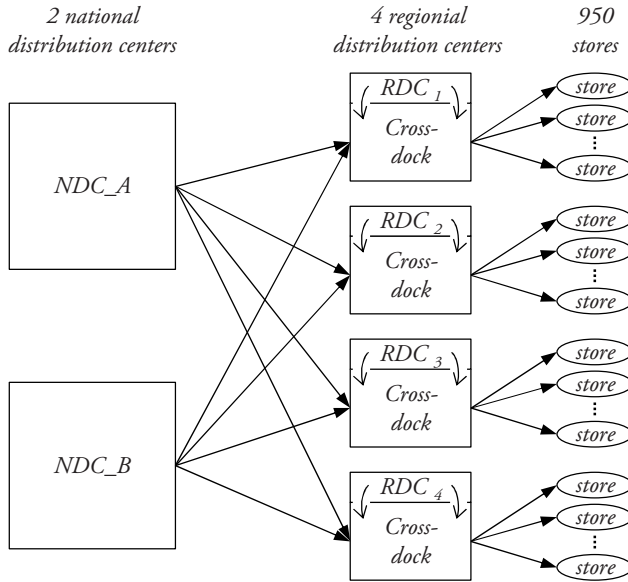 2 national
distribution centers
4 regionial
distribution centers
950
stores
NDC_A
NDC_B
RDC 1
Cross-
dock
store
store
store
RDC 2
Cross-
dock
store
store
store
RDC 3
Cross-
dock
store
store
store
RDC 4
Cross-
dock
store
store
store